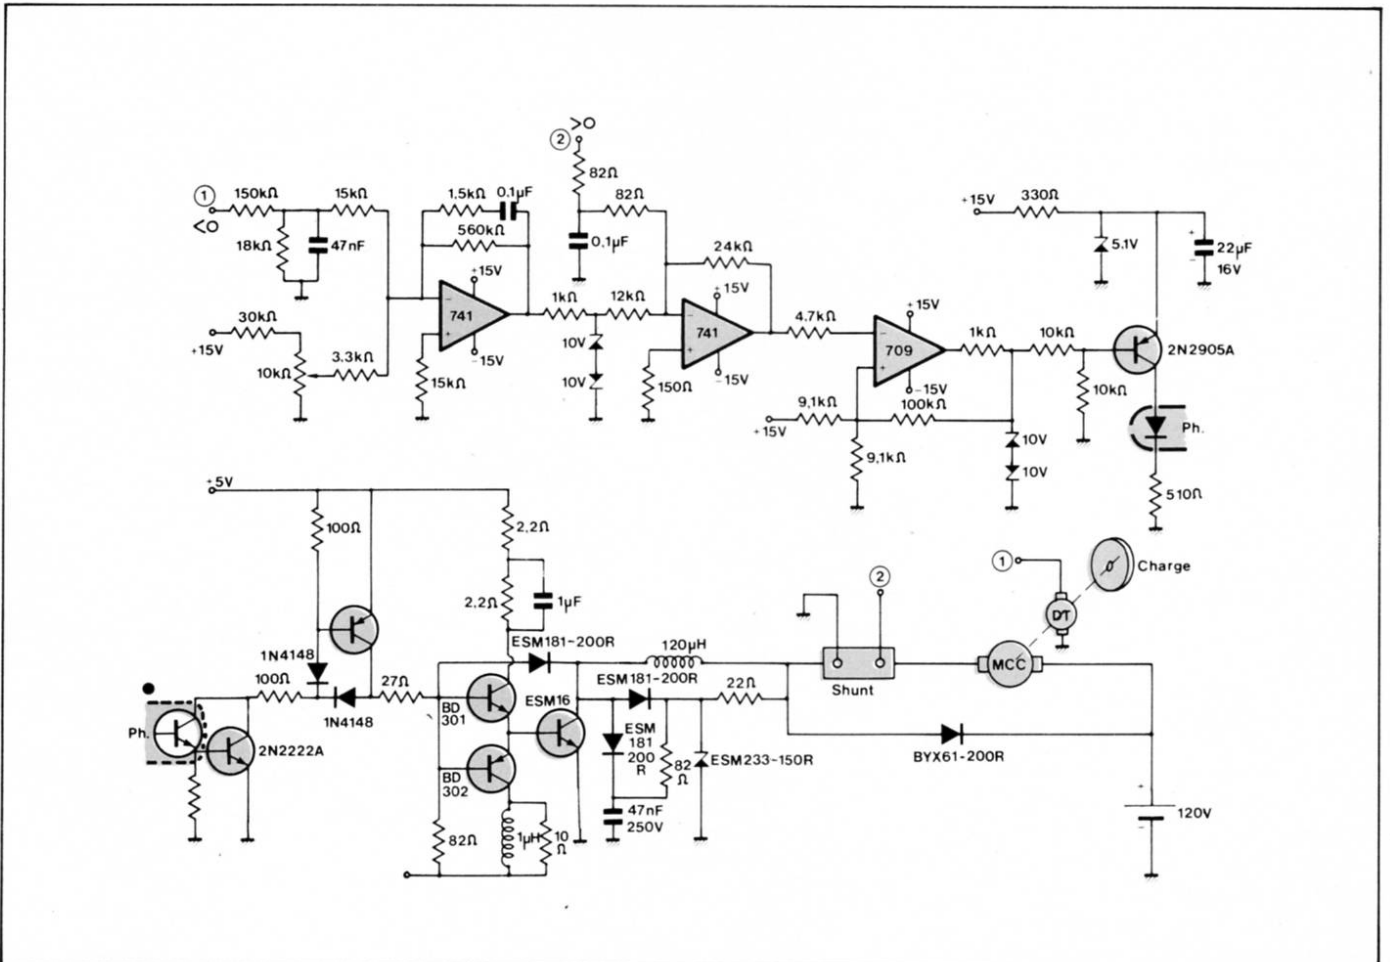 ② >0
82Ω
82Ω
0,1µF
① <0
150kΩ
15kΩ
18kΩ
47nF
1,5kΩ
0,1µF
560kΩ
+15V
741
-15V
30kΩ
+15V
10kΩ
3.3kΩ
15kΩ
1kΩ
12kΩ
10V
10V
24kΩ
+15V
741
-15V
150Ω
4.7kΩ
+15V
709
-15V
9,1kΩ
+15V
100kΩ
9,1kΩ
1kΩ
10kΩ
10V
10V
10kΩ
+15V
330Ω
5.1V
+
-
22µF
16V
2N2905A
Ph.
510Ω
+5V
100Ω
2,2Ω
2,2Ω
1µF
1N4148
100Ω
1N4148
27Ω
Ph.
2N2222A
BD
301
BD
302
82Ω
1µH
10
Ω
ESM181-200R
ESM16
120µH
ESM181-200R
22Ω
ESM
181
200
R
82
Ω
ESM233-150R
47nF
250V
②
Shunt
①
Charge
DT
MCC
BYX61-200R
+
-
120V